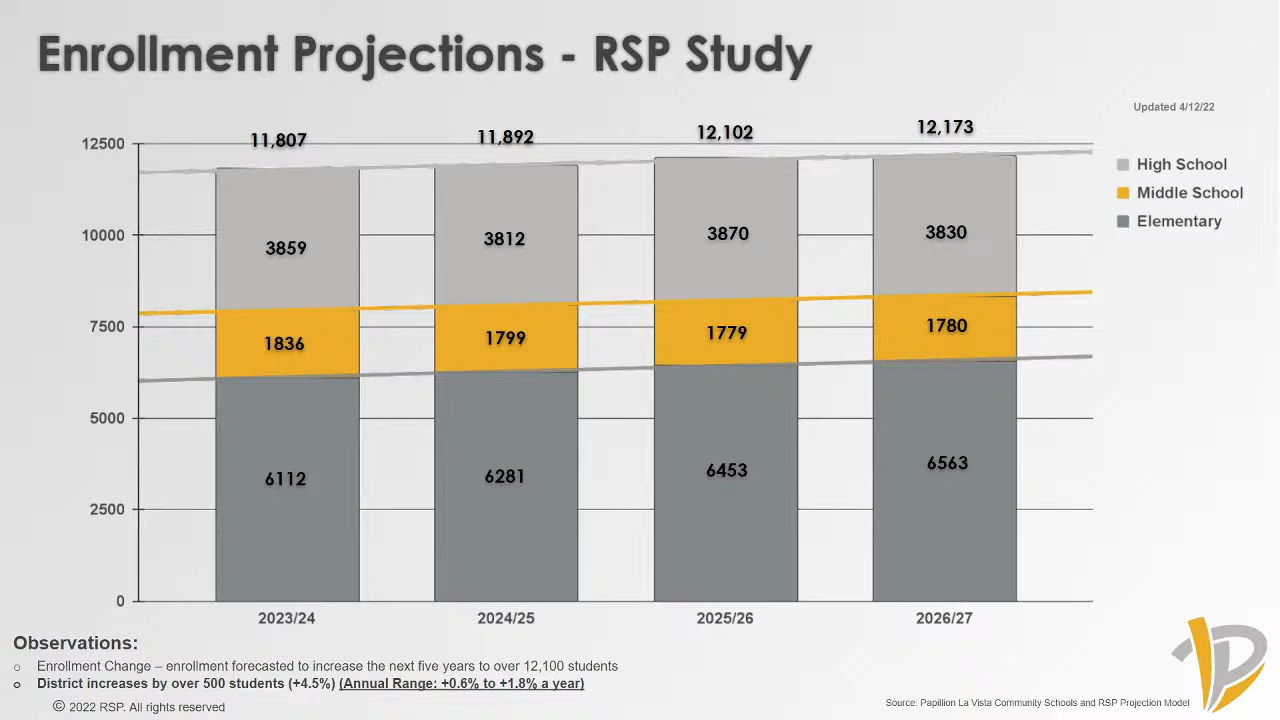 Enrollment Projections - RSP Study
Updated 4/12/22
12500
10000
7500
5000
2500
0
11,807
11,892
12,102
12,173
High School
Middle School
Elementary
3859
3812
3870
3830
1836
1799
1779
1780
6112
6281
6453
6563
2023/24
2024/25
2025/26
2026/27
Observations:
o Enrollment Change – enrollment forecasted to increase the next five years to over 12,100 students
o District increases by over 500 students (+4.5%) (Annual Range: +0.6% to +1.8% a year)
© 2022 RSP. All rights reserved
Source: Papillion La Vista Community Schools and RSP Projection Model